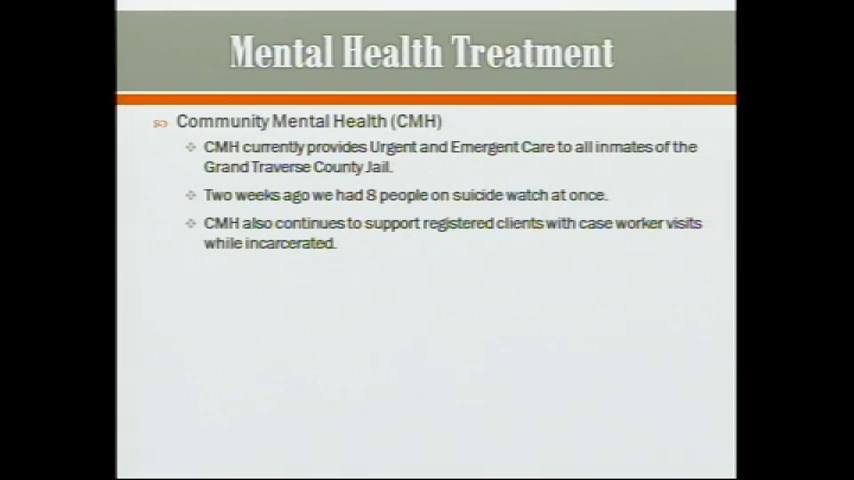 Mental Health Treatment
Community Mental Health (CMH)
CMH currently provides Urgent and Emergent Care to all inmates of the
Grand Traverse County Jail.
Two weeks ago we had 8 people on suicide watch at once.
CMH also continues to support registered clients with case worker visits
while incarcerated.